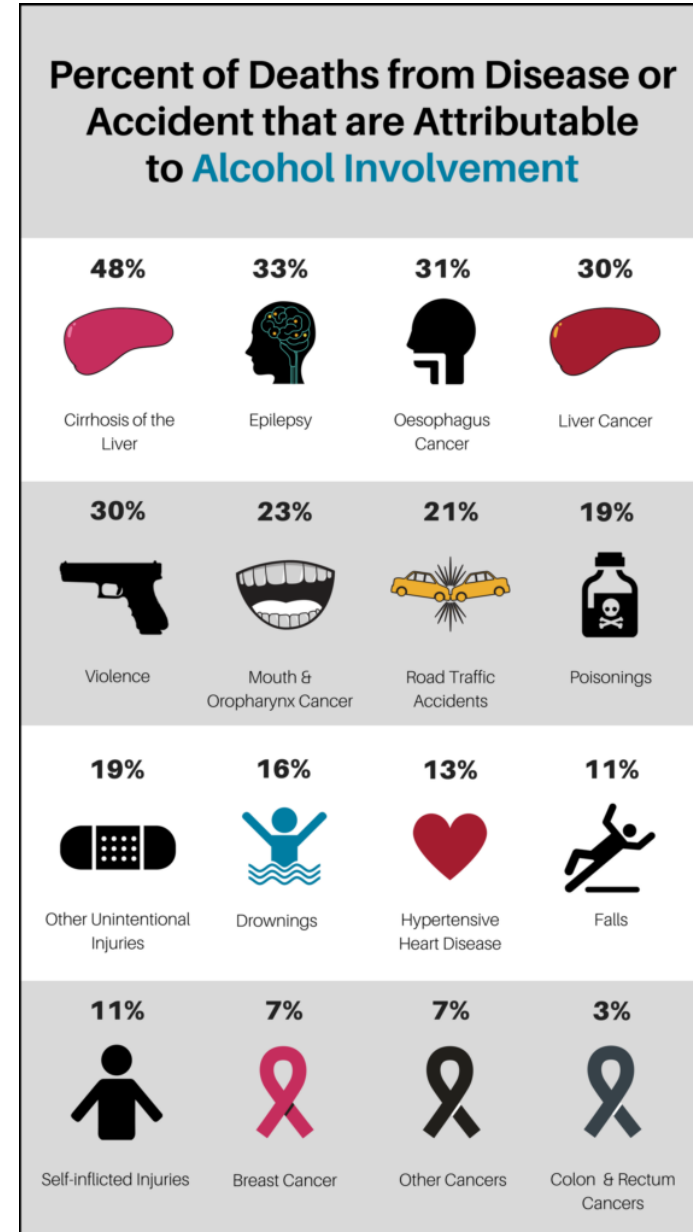 Percent of Deaths from Disease or
Accident that are Attributable
to Alcohol Involvement
48%
33%
31%
30%
Cirrhosis of the
Liver
Epilepsy
Oesophagus
Cancer
Liver Cancer
30%
23%
21%
19%
Violence
Mouth &
Oropharynx Cancer
Road Traffic
Accidents
Poisonings
19%
16%
13%
11%
Other Unintentional
Injuries
Drownings
Hypertensive
Heart Disease
Falls
11%
7%
7%
3%
Self-inflicted Injuries
Breast Cancer
Other Cancers
Colon & Rectum
Cancers